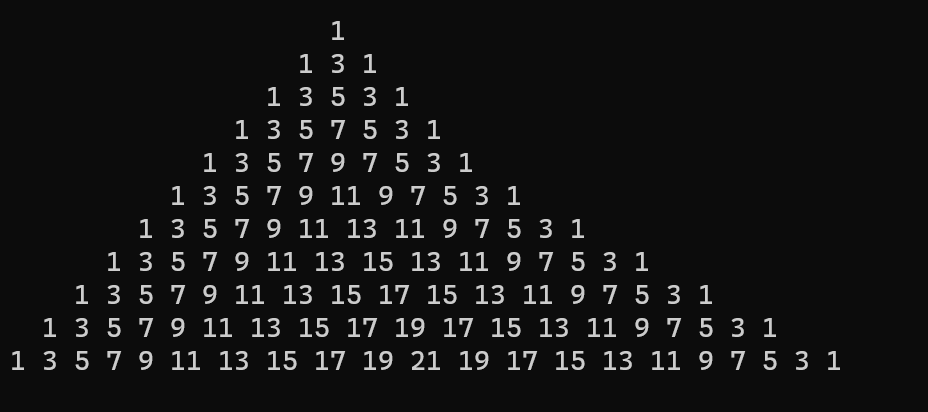 1
1 3 1
1 3 5 3 1
1 3 5 7 5 3 1
1 3 5 7 9 7 5 3 1
1 3 5 7 9 11 9 7 5 3 1
1 3 5 7 9 11 13 11 9 7 5 3 1
1 3 5 7 9 11 13 15 13 11 9 7 5 3 1
1 3 5 7 9 11 13 15 17 15 13 11 9 7 5 3 1
1 3 5 7 9 11 13 15 17 19 17 15 13 11 9 7 5 3 1
1 3 5 7 9 11 13 15 17 19 21 19 17 15 13 11 9 7 5 3 1